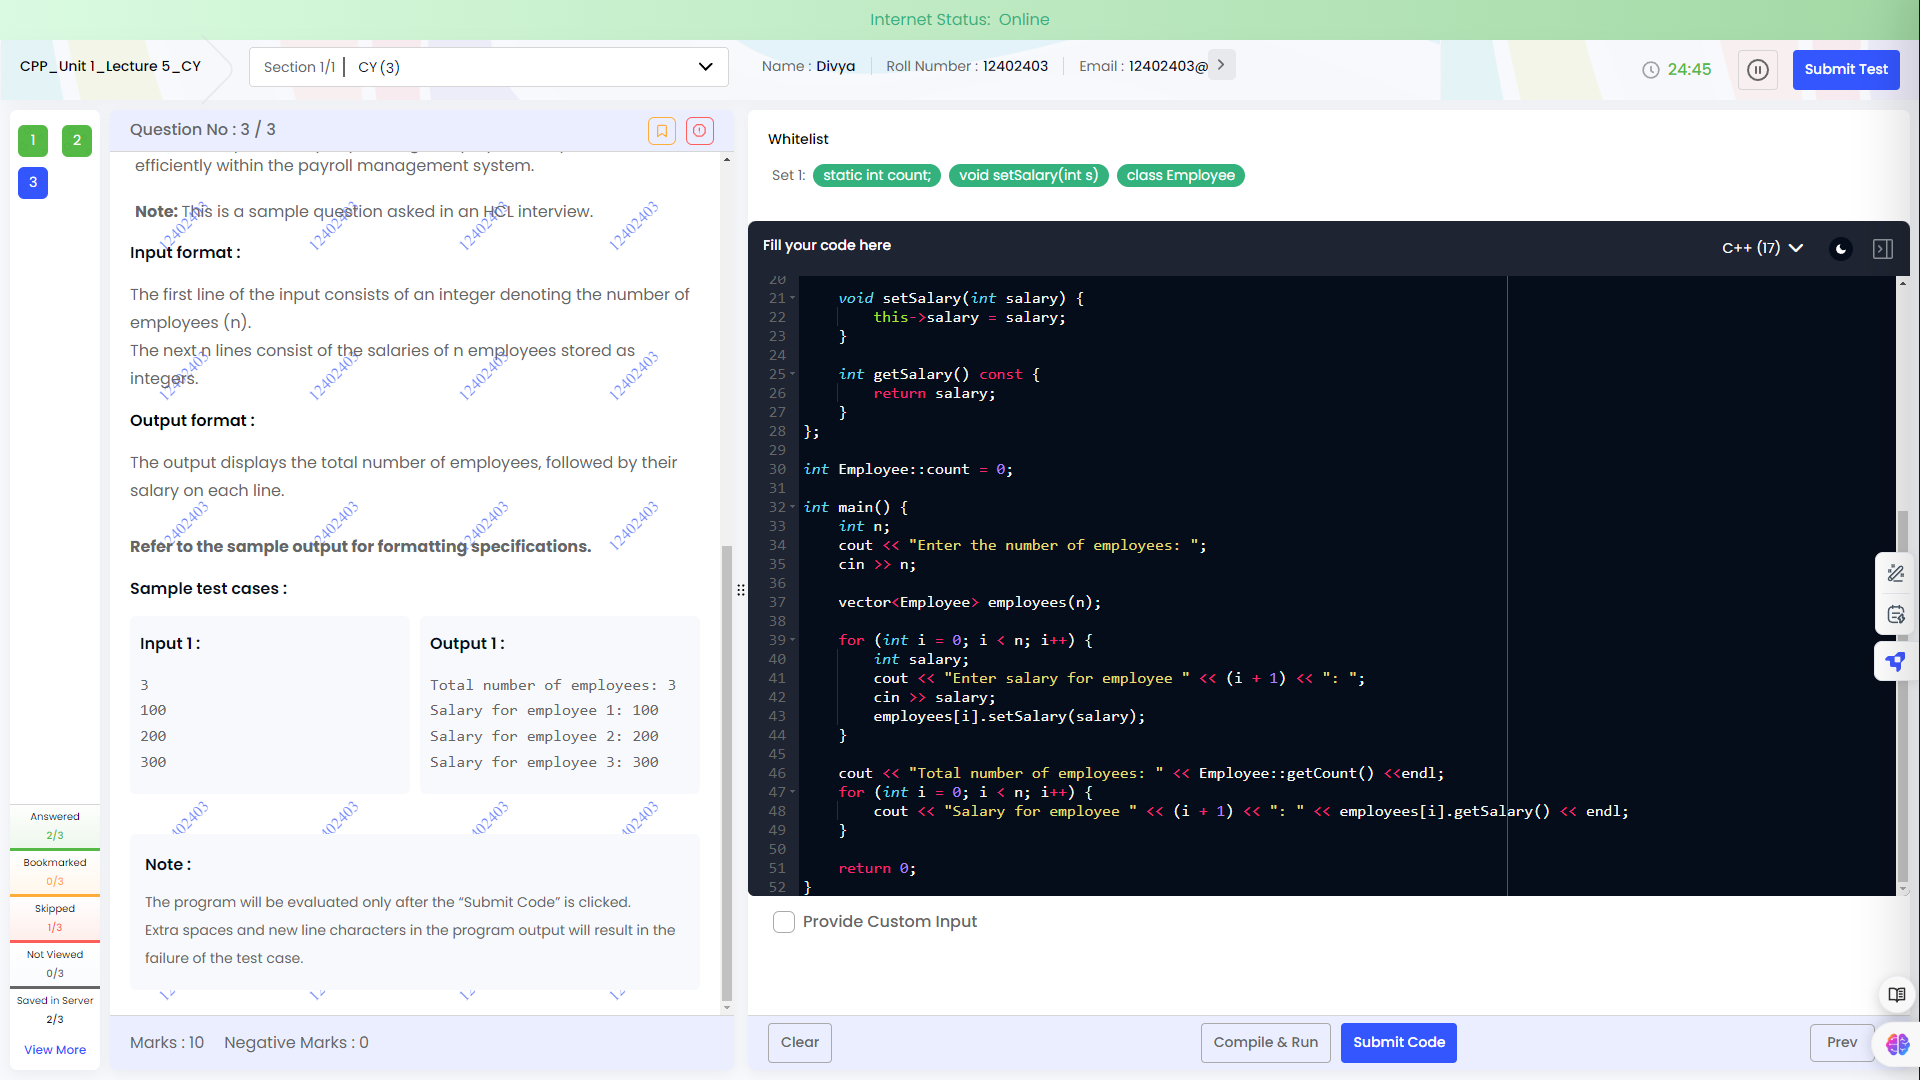 Internet Status: Online
CPP_Unit 1_Lecture 5_CY
Section 1/1 | CY (3)
Name : Divya
Roll Number : 12402403
Email : 12402403@
24:45
Submit Test
1
2
3
Answered
2/3
Bookmarked
0/3
Skipped
1/3
Not Viewed
0/3
Saved in Server
2/3
View More
Question No : 3 / 3
efficiently within the payroll management system.
Note: This is a sample question asked in an HCL interview.
Input format :
The first line of the input consists of an integer denoting the number of
employees (n).
The next n lines consist of the salaries of n employees stored as
integers.
Output format :
The output displays the total number of employees, followed by their
salary on each line.
Refer to the sample output for formatting specifications.
Sample test cases :
Input 1 :
3
100
200
300
Output 1 :
Total number of employees: 3
Salary for employee 1: 100
Salary for employee 2: 200
Salary for employee 3: 300
Note :
The program will be evaluated only after the “Submit Code” is clicked.
Extra spaces and new line characters in the program output will result in the
failure of the test case.
12402403 12402403 12402403 12402403
12402403 12402403 12402403 12402403
12402403 12402403 12402403 12402403
Marks : 10 Negative Marks : 0
Whitelist
Set 1: static int count; void setSalary(int s) class Employee
Fill your code here
C++ (17)
20
21 void setSalary(int salary) {
22 this->salary = salary;
23 }
24
25 int getSalary() const {
26 return salary;
27 }
28 };
29
30 int Employee::count = 0;
31
32 int main() {
33 int n;
34 cout << "Enter the number of employees: ";
35 cin >> n;
36
37 vector<Employee> employees(n);
38
39 for (int i = 0; i < n; i++) {
40 int salary;
41 cout << "Enter salary for employee " << (i + 1) << ": ";
42 cin >> salary;
43 employees[i].setSalary(salary);
44 }
45
46 cout << "Total number of employees: " << Employee::getCount() <<endl;
47 for (int i = 0; i < n; i++) {
48 cout << "Salary for employee " << (i + 1) << ": " << employees[i].getSalary() << endl;
49 }
50
51 return 0;
52 }
Provide Custom Input
Clear
Compile & Run
Submit Code
Prev